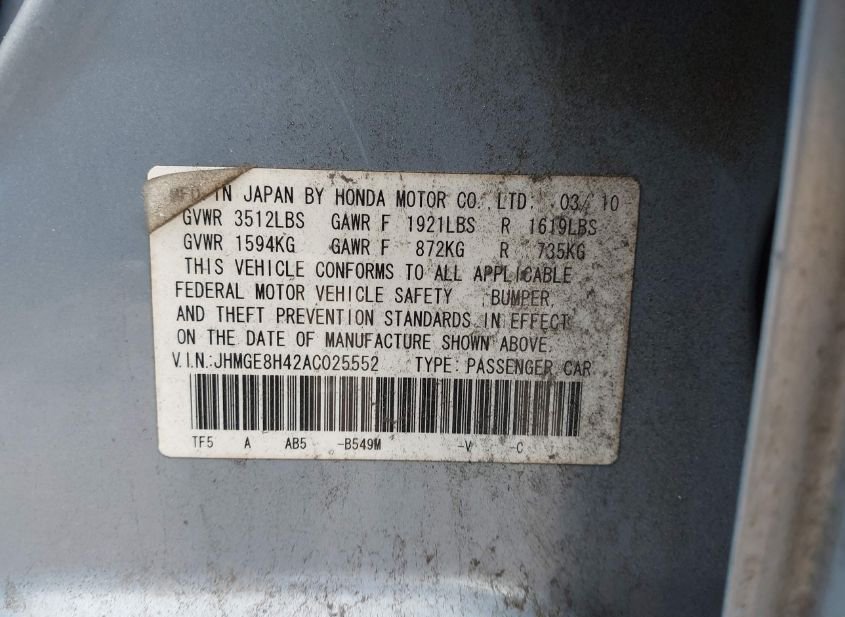 MFD. IN JAPAN BY HONDA MOTOR CO.,LTD: 03/ 10
GVWR 3512LBS GAWR F 1921LBS R 1619LBS
GVWR 1594KG GAWR F 872KG R 735KG
THIS VEHICLE CONFORMS TO ALL APPLICABLE
FEDERAL MOTOR VEHICLE SAFETY BUMPER
AND THEFT PREVENTION STANDARDS IN EFFECT
ON THE DATE OF MANUFACTURE SHOWN ABOVE.
V.I.N.:JHMGE8H42AC025552 TYPE: PASSENGER CAR
TF5 A AB5 -B549M -V -C